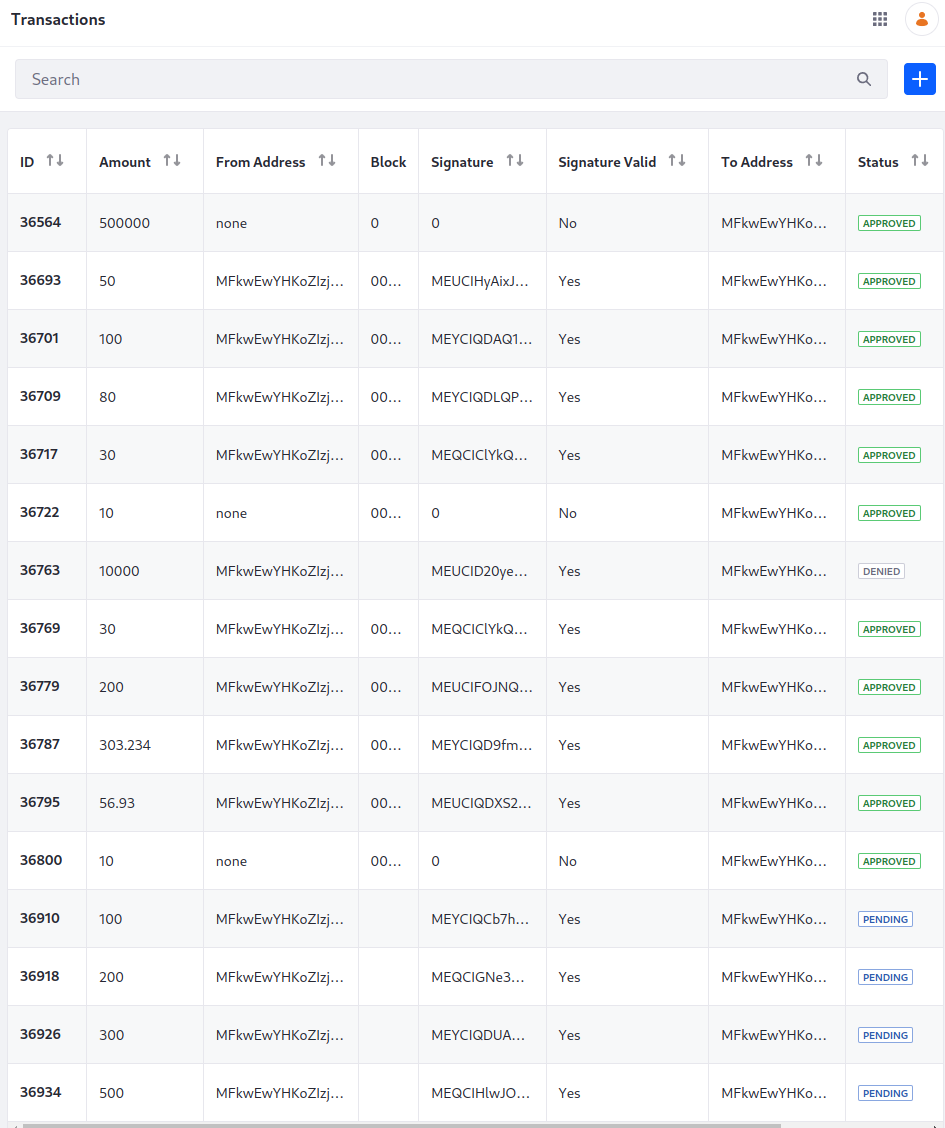 Transactions
Search
ID Amount From Address Block Signature Signature Valid To Address Status
36564 500000 none 0 0 No MFkwEwYHKo... APPROVED
36693 50 MFkwEwYHKoZIzj... 00... MEUCIHyAixJ... Yes MFkwEwYHKo... APPROVED
36701 100 MFkwEwYHKoZIzj... 00... MEYCIQDAQ1... Yes MFkwEwYHKo... APPROVED
36709 80 MFkwEwYHKoZIzj... 00... MEYCIQDLQP... Yes MFkwEwYHKo... APPROVED
36717 30 MFkwEwYHKoZIzj... 00... MEQCIClYkQ... Yes MFkwEwYHKo... APPROVED
36722 10 none 00... 0 No MFkwEwYHKo... APPROVED
36763 10000 MFkwEwYHKoZIzj... MEUCID20ye... Yes MFkwEwYHKo... DENIED
36769 30 MFkwEwYHKoZIzj... 00... MEQCIClYkQ... Yes MFkwEwYHKo... APPROVED
36779 200 MFkwEwYHKoZIzj... 00... MEUCIFOJNQ... Yes MFkwEwYHKo... APPROVED
36787 303.234 MFkwEwYHKoZIzj... 00... MEYCIQD9fm... Yes MFkwEwYHKo... APPROVED
36795 56.93 MFkwEwYHKoZIzj... 00... MEUCIQDXS2... Yes MFkwEwYHKo... APPROVED
36800 10 none 00... 0 No MFkwEwYHKo... APPROVED
36910 100 MFkwEwYHKoZIzj... MEYCIQCb7h... Yes MFkwEwYHKo... PENDING
36918 200 MFkwEwYHKoZIzj... MEQCIGNe3... Yes MFkwEwYHKo... PENDING
36926 300 MFkwEwYHKoZIzj... MEYCIQDUA... Yes MFkwEwYHKo... PENDING
36934 500 MFkwEwYHKoZIzj... MEQCIHlwJO... Yes MFkwEwYHKo... PENDING